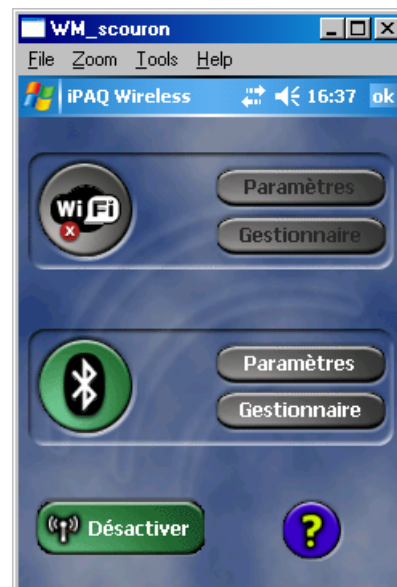 WM_scouron
File Zoom Tools Help
iPAQ Wireless 16:37 ok
Paramètres
Wi Fi
Gestionnaire
Paramètres
Gestionnaire
Désactiver ?